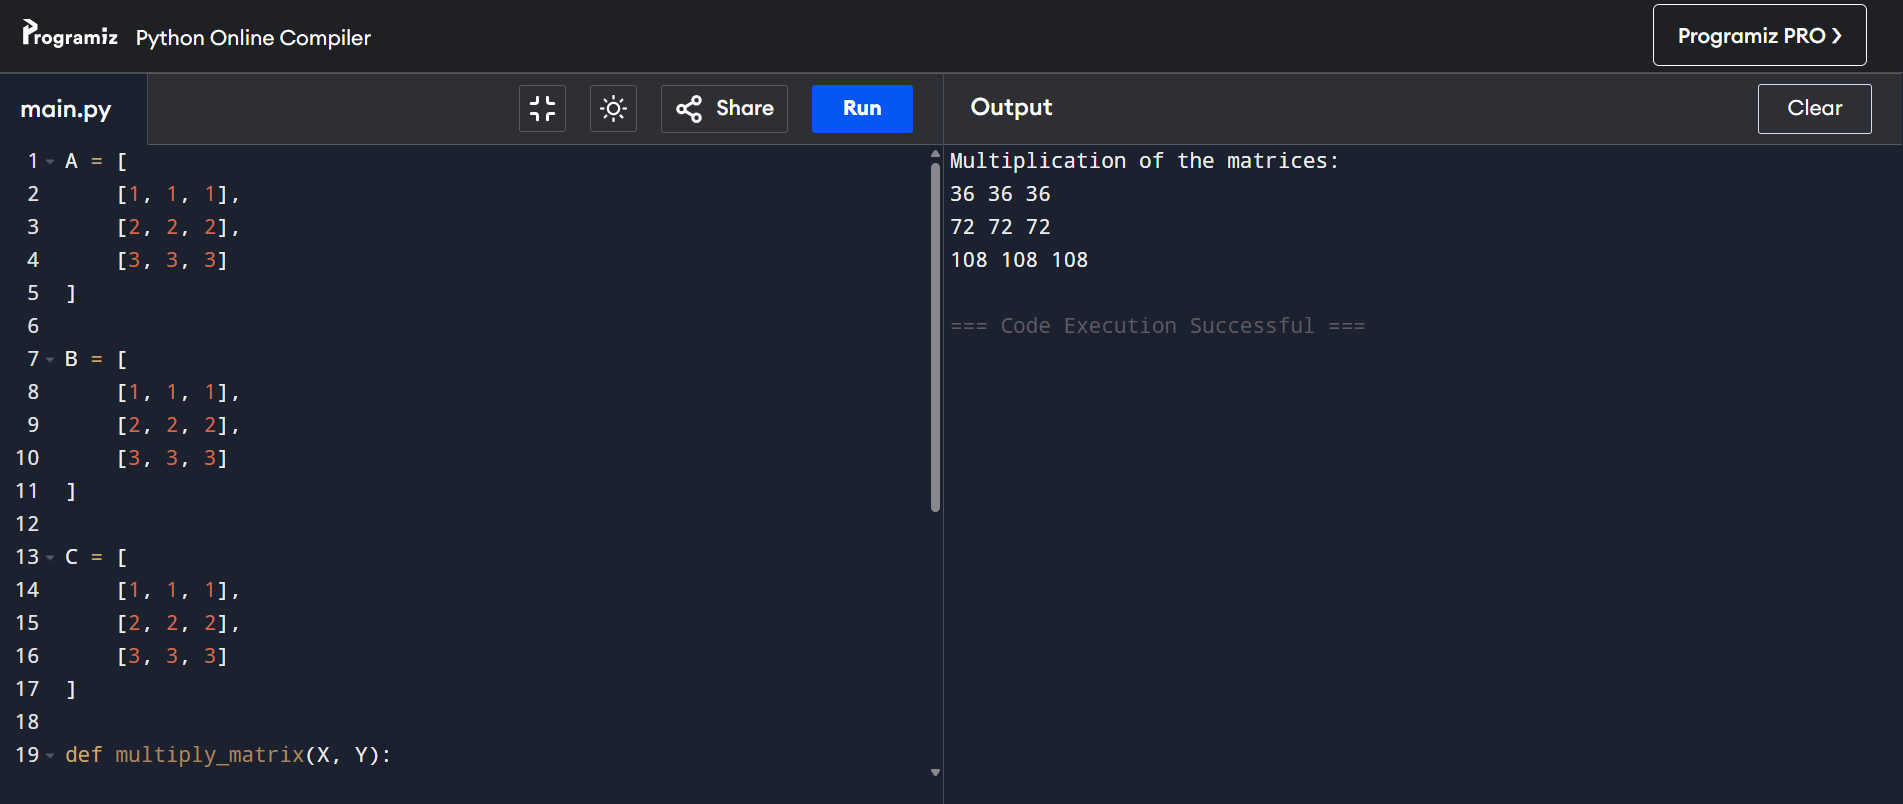 Programiz Python Online Compiler
Programiz PRO ❯
main.py
Share
Run
Output
Clear
1 A = [
2     [1, 1, 1],
3     [2, 2, 2],
4     [3, 3, 3]
5 ]
6
7 B = [
8     [1, 1, 1],
9     [2, 2, 2],
10     [3, 3, 3]
11 ]
12
13 C = [
14     [1, 1, 1],
15     [2, 2, 2],
16     [3, 3, 3]
17 ]
18
19 def multiply_matrix(X, Y):
Multiplication of the matrices:
36 36 36
72 72 72
108 108 108
=== Code Execution Successful ===